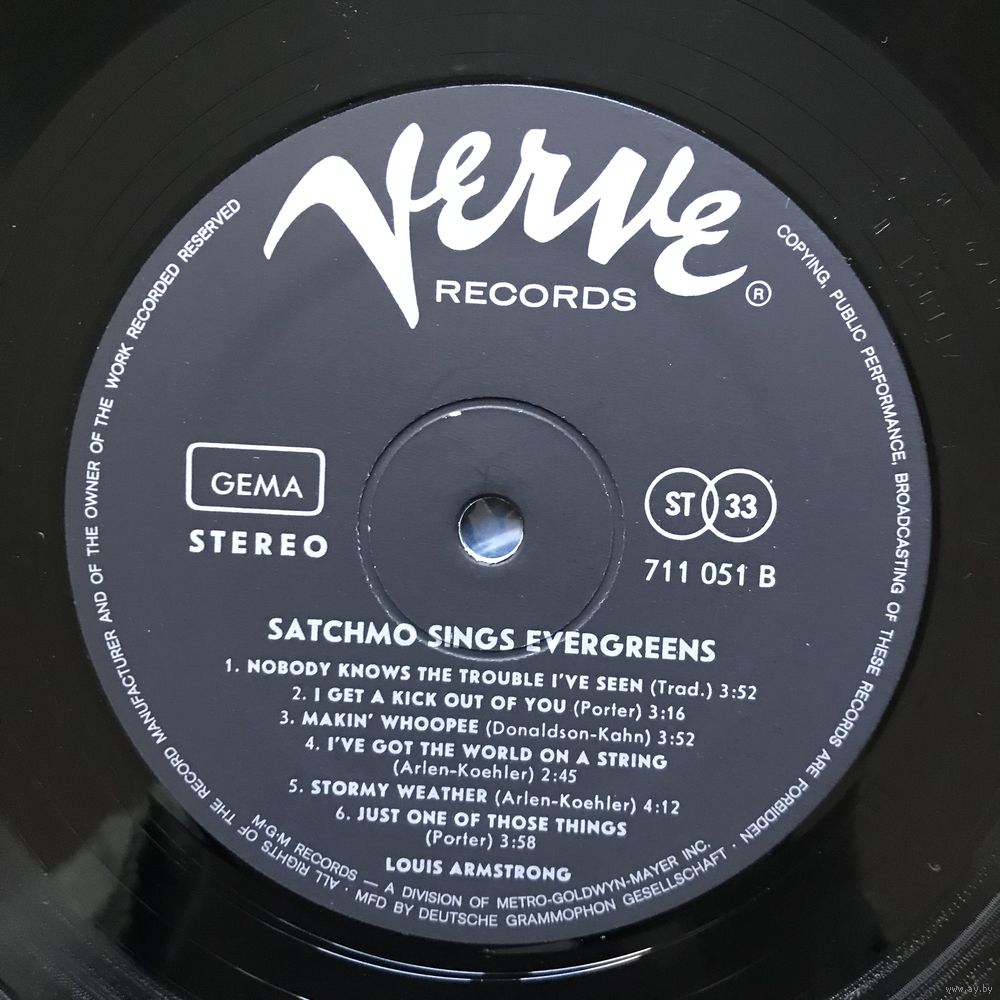 Verve
RECORDS
®
GEMA
STEREO
ST 33
711 051 B
SATCHMO SINGS EVERGREENS
1. NOBODY KNOWS THE TROUBLE I'VE SEEN (Trad.) 3:52
2. I GET A KICK OUT OF YOU (Porter) 3:16
3. MAKIN' WHOOPEE (Donaldson-Kahn) 3:52
4. I'VE GOT THE WORLD ON A STRING
(Arlen-Koehler) 2:45
5. STORMY WEATHER (Arlen-Koehler) 4:12
6. JUST ONE OF THOSE THINGS
(Porter) 3:58
LOUIS ARMSTRONG
M·G·M RECORDS — A DIVISION OF METRO-GOLDWYN-MAYER INC.
· ALL RIGHTS OF THE RECORD MANUFACTURER AND OF THE OWNER OF THE WORK RECORDED RESERVED
COPYING, PUBLIC PERFORMANCE, BROADCASTING OF THESE RECORDS ARE FORBIDDEN
· MFD BY DEUTSCHE GRAMMOPHON GESELLSCHAFT ·
www.ay.by